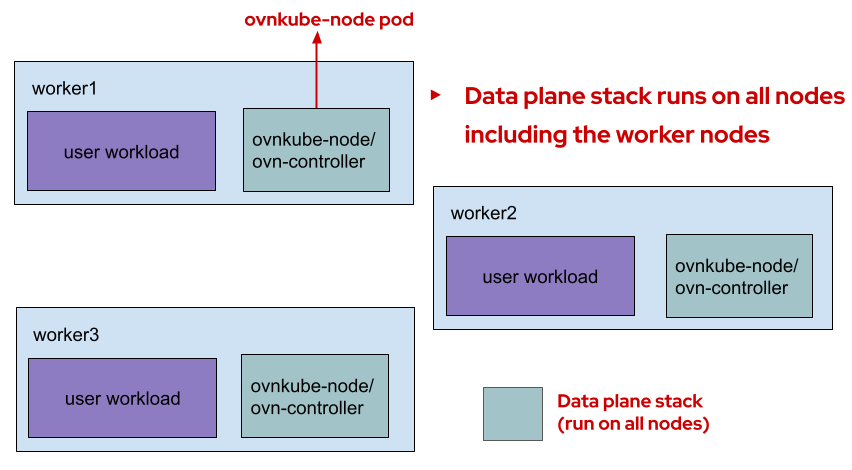 ovnkube-node pod
worker1
user workload
ovnkube-node/
ovn-controller
Data plane stack runs on all nodes
including the worker nodes
worker2
user workload
ovnkube-node/
ovn-controller
worker3
user workload
ovnkube-node/
ovn-controller
Data plane stack
(run on all nodes)